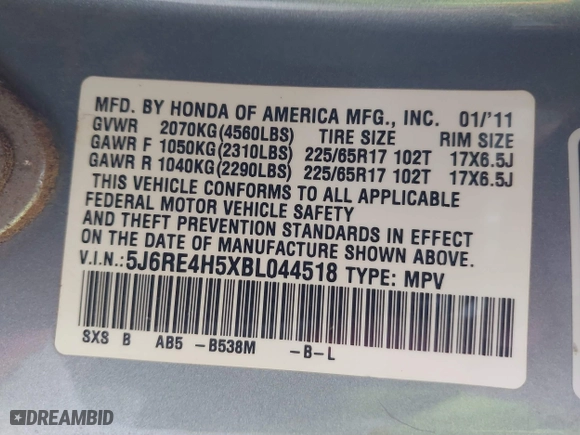 MFD. BY HONDA OF AMERICA MFG., INC. 01/'11
GVWR 2070KG(4560LBS) TIRE SIZE RIM SIZE
GAWR F 1050KG(2310LBS) 225/65R17 102T 17X6.5J
GAWR R 1040KG(2290LBS) 225/65R17 102T 17X6.5J
THIS VEHICLE CONFORMS TO ALL APPLICABLE
FEDERAL MOTOR VEHICLE SAFETY
AND THEFT PREVENTION STANDARDS IN EFFECT
ON THE DATE OF MANUFACTURE SHOWN ABOVE.
V.I.N.:5J6RE4H5XBL044518 TYPE: MPV
SXS B AB5 -B538M -B-L
DREAMBID